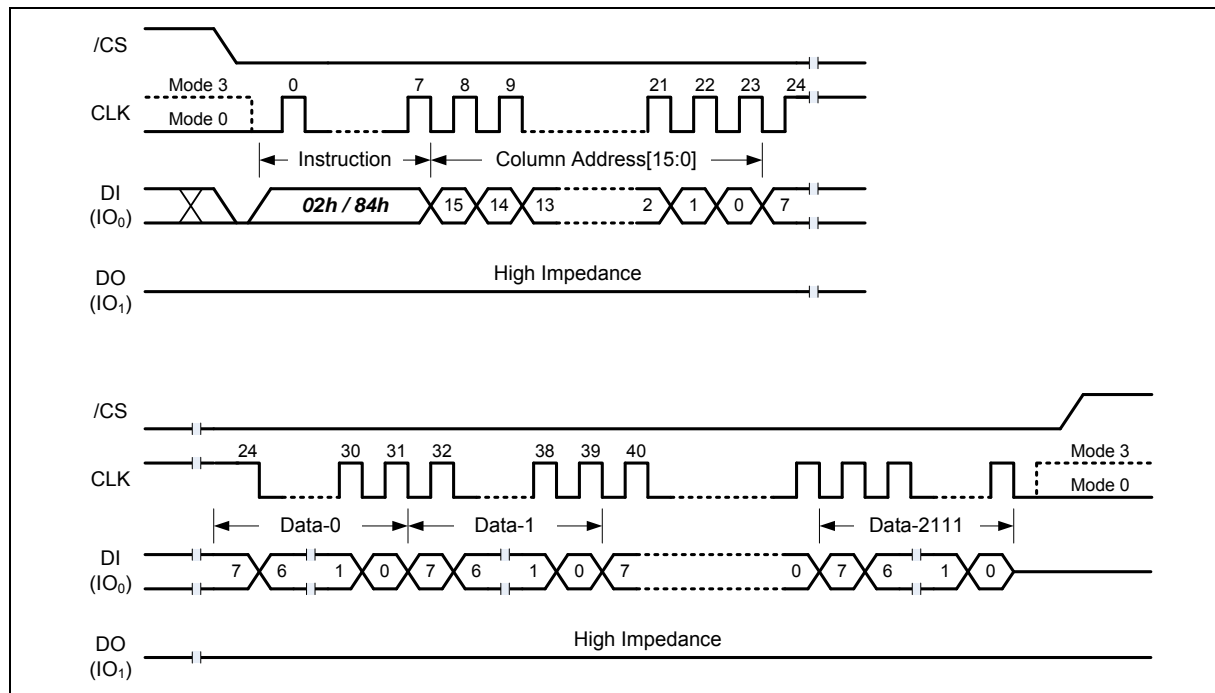 /CS
Mode 3 0 7 8 9 21 22 23 24
CLK
Mode 0
Instruction Column Address[15:0]
DI
(IO₀)
02h / 84h 15 14 13 2 1 0 7
High Impedance
DO
(IO₁)
/CS
24 30 31 32 38 39 40 Mode 3
CLK
Mode 0
Data-0 Data-1 Data-2111
DI
(IO₀)
7 6 1 0 7 6 1 0 7 0 7 6 1 0
High Impedance
DO
(IO₁)